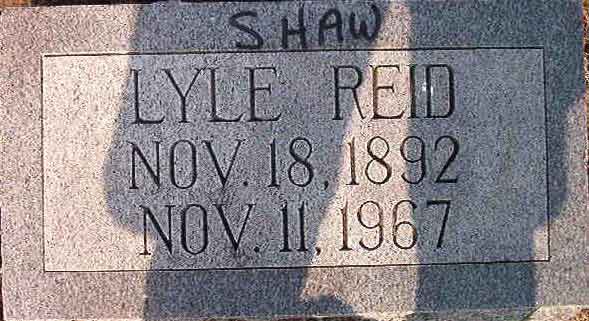 SHAW
LYLE REID
NOV. 18, 1892
NOV. 11, 1967